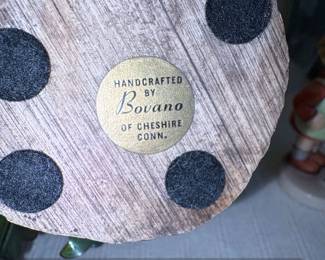 HANDCRAFTED
BY
Bovano
OF CHESHIRE
CONN.